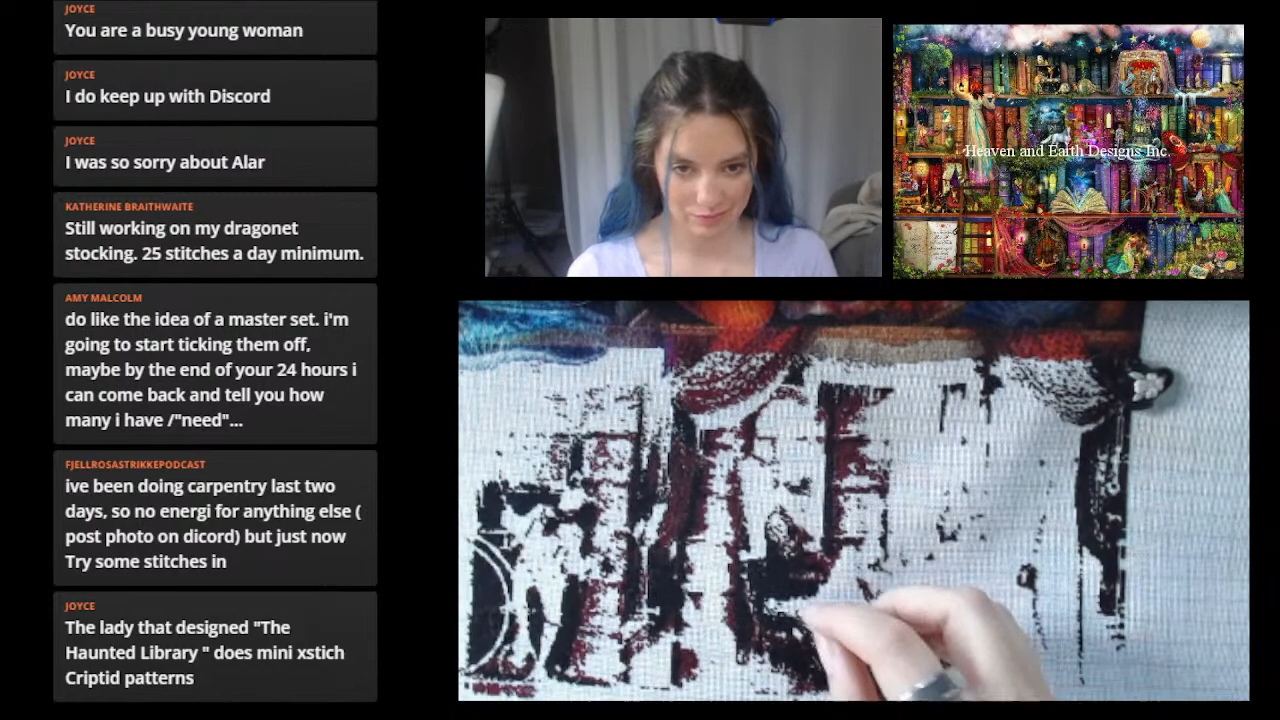 JOYCE
You are a busy young woman
JOYCE
I do keep up with Discord
JOYCE
I was so sorry about Alar
KATHERINE BRAITHWAITE
Still working on my dragonet
stocking. 25 stitches a day minimum.
AMY MALCOLM
do like the idea of a master set. i'm
going to start ticking them off,
maybe by the end of your 24 hours i
can come back and tell you how
many i have /"need"...
FJELLROSASTRIKKEPODCAST
ive been doing carpentry last two
days, so no energi for anything else (
post photo on dicord) but just now
Try some stitches in
JOYCE
The lady that designed "The
Haunted Library " does mini xstich
Criptid patterns
Heaven and Earth Designs Inc